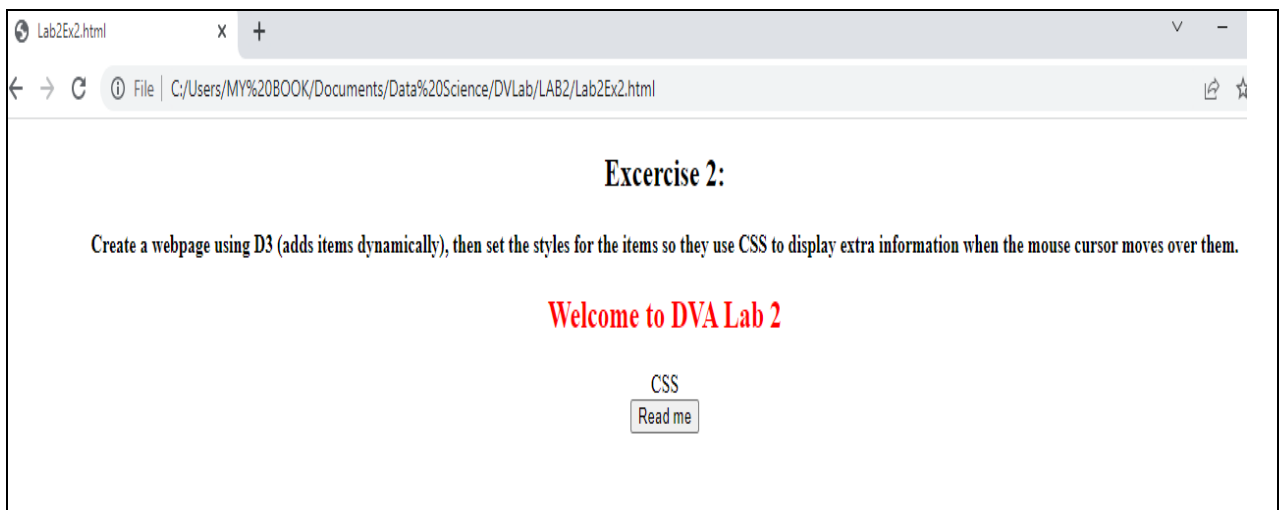 Lab2Ex2.html
File | C:/Users/MY%20BOOK/Documents/Data%20Science/DVLab/LAB2/Lab2Ex2.html
Excercise 2:
Create a webpage using D3 (adds items dynamically), then set the styles for the items so they use CSS to display extra information when the mouse cursor moves over them.
Welcome to DVA Lab 2
CSS
Read me